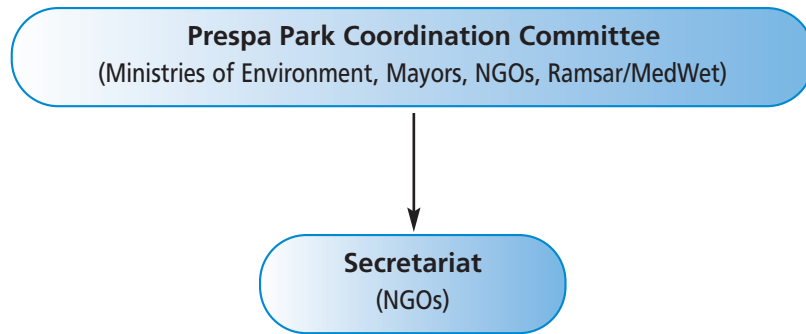 Prespa Park Coordination Committee
(Ministries of Environment, Mayors, NGOs, Ramsar/MedWet)
Secretariat
(NGOs)